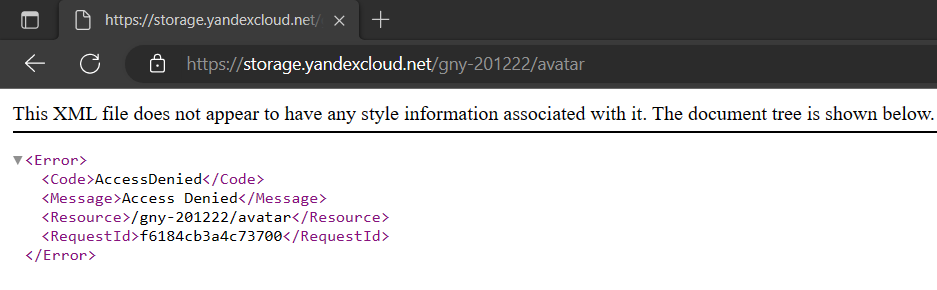 https://storage.yandexcloud.net/
https://storage.yandexcloud.net/gny-201222/avatar
This XML file does not appear to have any style information associated with it. The document tree is shown below.
<Error>
<Code>AccessDenied</Code>
<Message>Access Denied</Message>
<Resource>/gny-201222/avatar</Resource>
<RequestId>f6184cb3a4c73700</RequestId>
</Error>